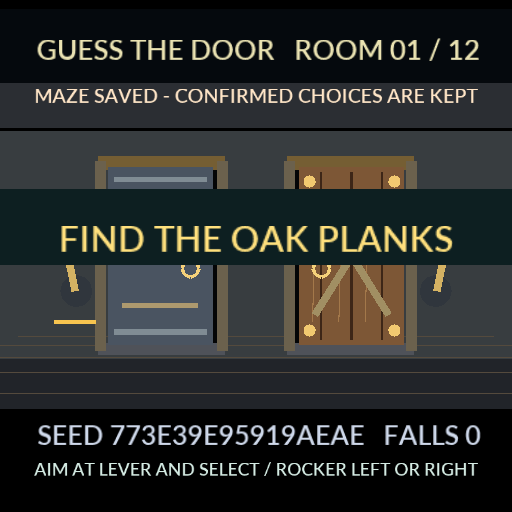 GUESS THE DOOR ROOM 01 / 12
MAZE SAVED - CONFIRMED CHOICES ARE KEPT
FIND THE OAK PLANKS
SEED 773E39E95919AEAE FALLS 0
AIM AT LEVER AND SELECT / ROCKER LEFT OR RIGHT